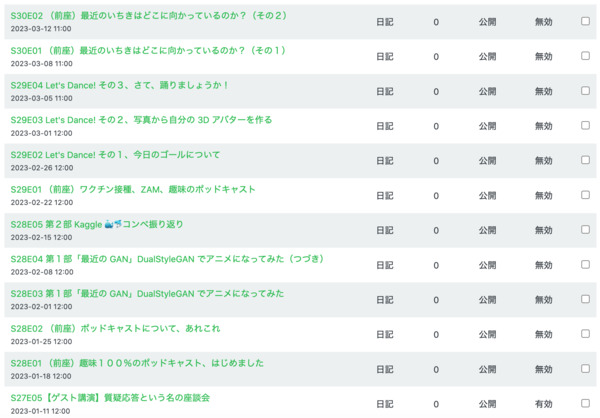 S30E02 （前座）最近のいちきはどこに向かっているのか？（その２） 日記 0 公開 無効
2023-03-12 11:00
S30E01 （前座）最近のいちきはどこに向かっているのか？（その１） 日記 0 公開 無効
2023-03-08 11:00
S29E04 Let's Dance! その３、さて、踊りましょうか！ 日記 0 公開 無効
2023-03-05 11:00
S29E03 Let's Dance! その２、写真から自分の 3D アバターを作る 日記 0 公開 無効
2023-03-01 12:00
S29E02 Let's Dance! その１、今日のゴールについて 日記 0 公開 無効
2023-02-26 12:00
S29E01 （前座）ワクチン接種、ZAM、趣味のポッドキャスト 日記 0 公開 無効
2023-02-22 12:00
S28E05 第２部 Kaggle 🐳🐬コンペ振り返り 日記 0 公開 無効
2023-02-15 12:00
S28E04 第１部「最近の GAN」DualStyleGAN でアニメになってみた（つづき） 日記 0 公開 無効
2023-02-08 12:00
S28E03 第１部「最近の GAN」DualStyleGAN でアニメになってみた 日記 0 公開 無効
2023-02-01 12:00
S28E02 （前座）ポッドキャストについて、あれこれ 日記 0 公開 無効
2023-01-25 12:00
S28E01 （前座）趣味１００％のポッドキャスト、はじめました 日記 0 公開 無効
2023-01-18 12:00
S27E05【ゲスト講演】質疑応答という名の座談会 日記 0 公開 有効
2023-01-11 12:00